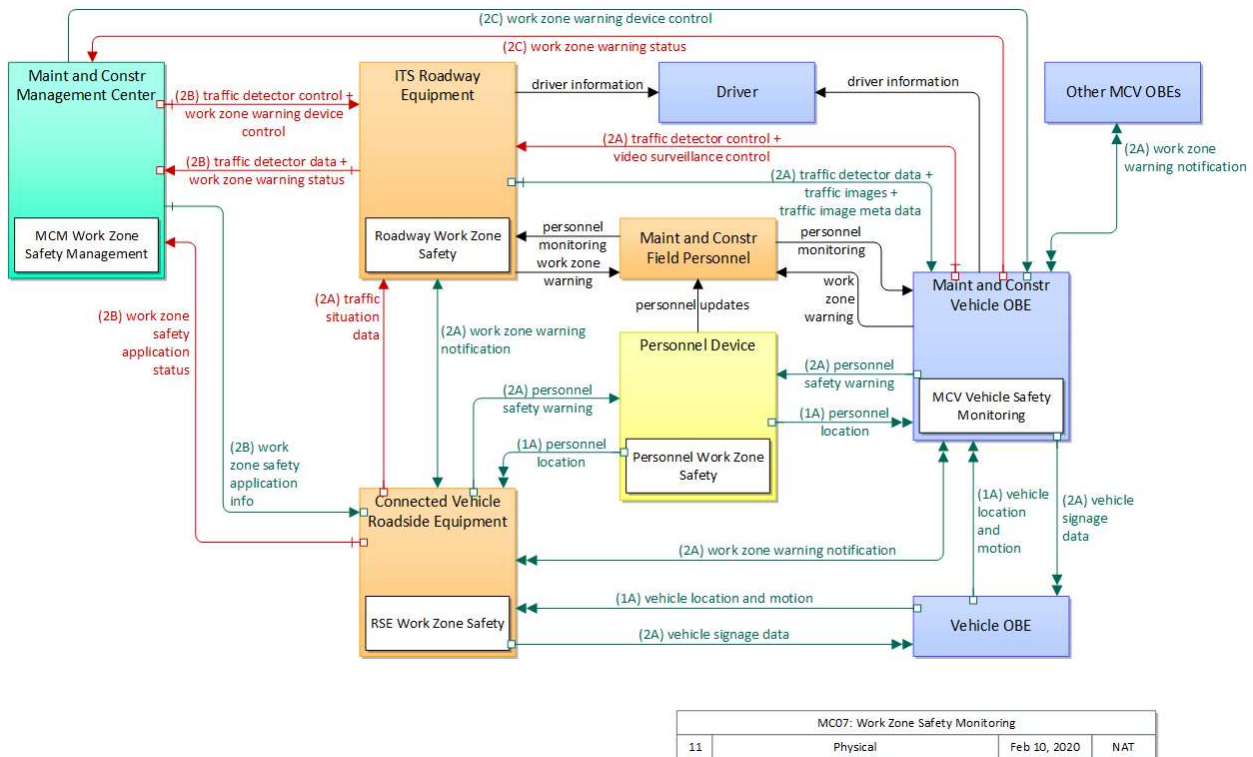 (2C) work zone warning device control
(2C) work zone warning status
Maint and Constr
Management Center
(2B) traffic detector control +
work zone warning device
control
(2B) traffic detector data +
work zone warning status
MCM Work Zone
Safety Management
ITS Roadway
Equipment
driver information
Driver
driver information
Other MCV OBEs
(2A) work zone
warning notification
(2A) traffic detector control +
video surveillance control
(2A) traffic detector data +
traffic images +
traffic image meta data
Roadway Work Zone
Safety
personnel
monitoring
work zone
warning
Maint and Constr
Field Personnel
personnel
monitoring
work
zone
warning
Maint and Constr
Vehicle OBE
personnel updates
(2B) work zone
safety
application
status
(2A) traffic
situation
data
(2A) work zone warning
notification
Personnel Device
(2A) personnel
safety warning
MCV Vehicle Safety
Monitoring
(2A) personnel
safety warning
(1A) personnel
location
(1A) personnel
location
Personnel Work Zone
Safety
(2B) work
zone safety
application
info
Connected Vehicle
Roadside Equipment
(1A) vehicle
location
and
motion
(2A) vehicle
signage
data
(2A) work zone warning notification
(1A) vehicle location and motion
RSE Work Zone Safety
(2A) vehicle signage data
Vehicle OBE
MC07: Work Zone Safety Monitoring
11 Physical Feb 10, 2020 NAT